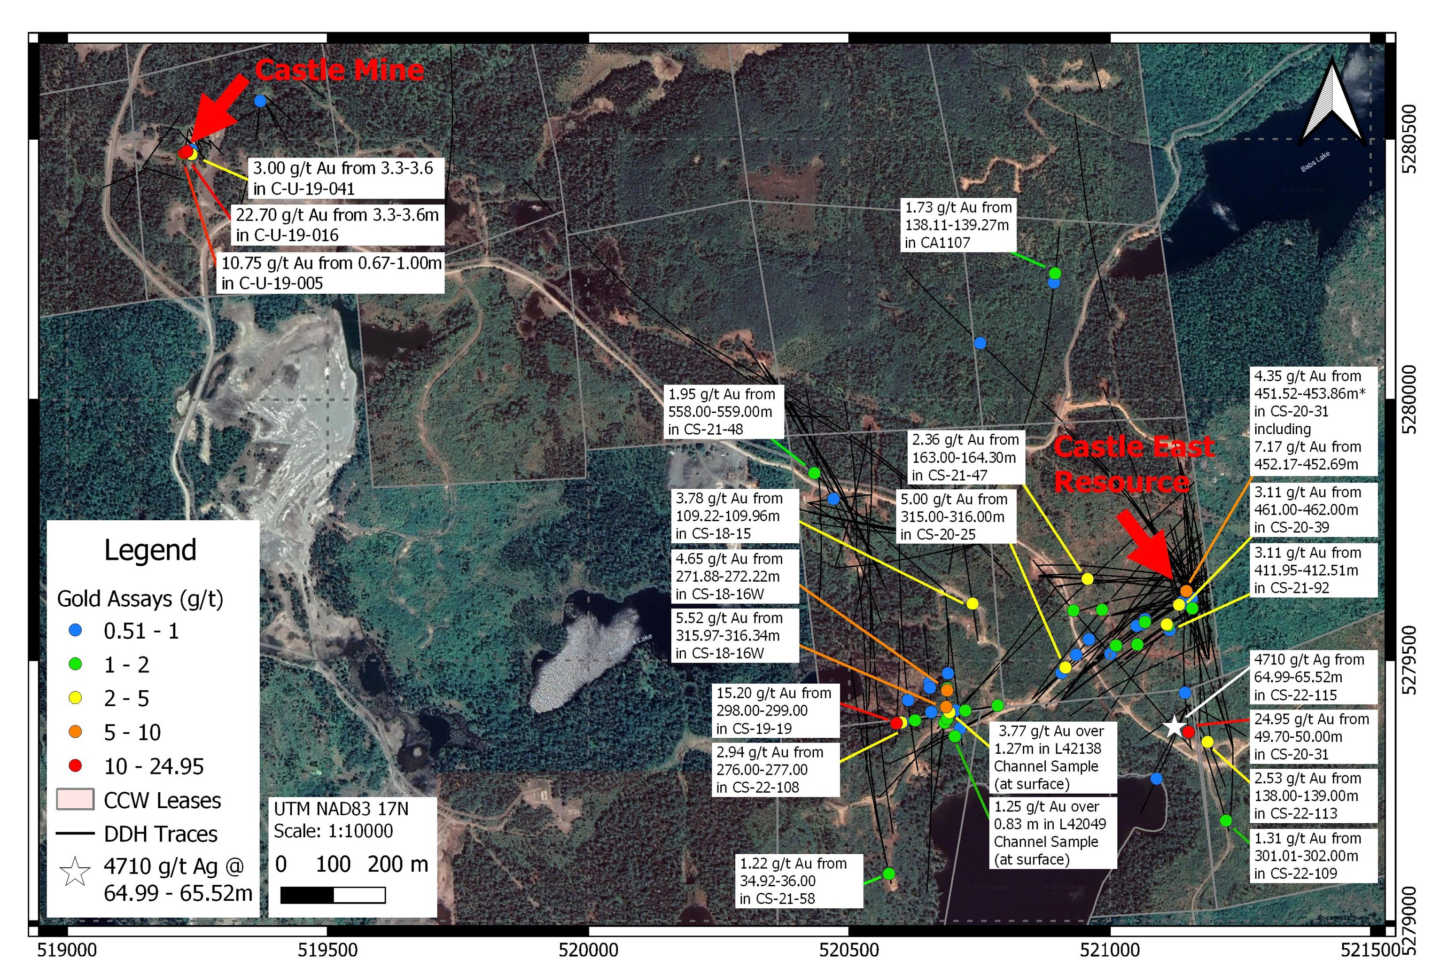 Castle Mine
3.00 g/t Au from 3.3-3.6
in C-U-19-041
22.70 g/t Au from 3.3-3.6m
in C-U-19-016
10.75 g/t Au from 0.67-1.00m
in C-U-19-005
Babs Lake
1.73 g/t Au from
138.11-139.27m
in CA1107
1.95 g/t Au from
558.00-559.00m
in CS-21-48
2.36 g/t Au from
163.00-164.30m
in CS-21-47
Castle East
Resource
4.35 g/t Au from
451.52-453.86m*
in CS-20-31
including
7.17 g/t Au from
452.17-452.69m
3.78 g/t Au from
109.22-109.96m
in CS-18-15
5.00 g/t Au from
315.00-316.00m
in CS-20-25
3.11 g/t Au from
461.00-462.00m
in CS-20-39
4.65 g/t Au from
271.88-272.22m
in CS-18-16W
3.11 g/t Au from
411.95-412.51m
in CS-21-92
5.52 g/t Au from
315.97-316.34m
in CS-18-16W
Lake
4710 g/t Ag from
64.99-65.52m
in CS-22-115
15.20 g/t Au from
298.00-299.00
in CS-19-19
24.95 g/t Au from
49.70-50.00m
in CS-20-31
2.94 g/t Au from
276.00-277.00
in CS-22-108
3.77 g/t Au over
1.27m in L42138
Channel Sample
(at surface)
2.53 g/t Au from
138.00-139.00m
in CS-22-113
1.25 g/t Au over
0.83 m in L42049
Channel Sample
(at surface)
1.31 g/t Au from
301.01-302.00m
in CS-22-109
1.22 g/t Au from
34.92-36.00
in CS-21-58
Legend
Gold Assays (g/t)
0.51 - 1
1 - 2
2 - 5
5 - 10
10 - 24.95
CCW Leases
DDH Traces
4710 g/t Ag @
64.99 - 65.52m
UTM NAD83 17N
Scale: 1:10000
0 100 200 m
5280500
5280000
5279500
5279000
519000 519500 520000 520500 521000 521500